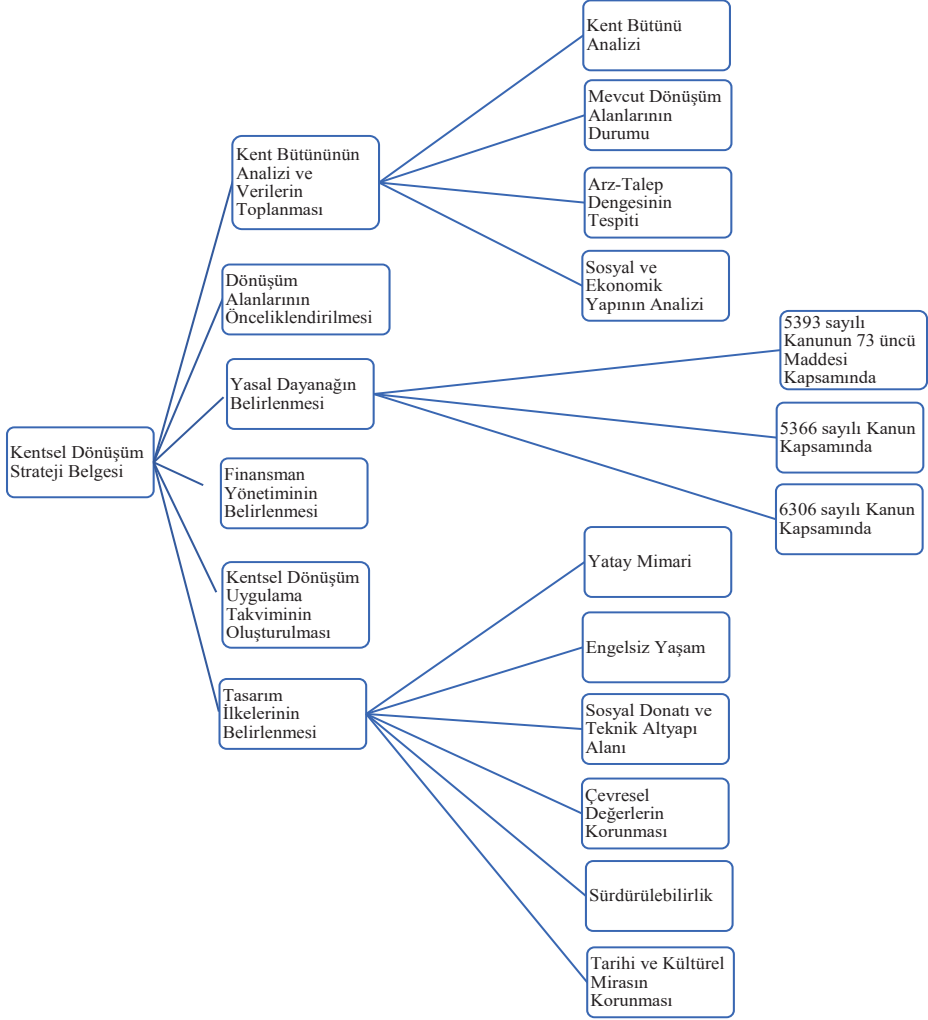 Kentsel Dönüşüm
Strateji Belgesi
Kent Bütününün
Analizi ve
Verilerin
Toplanması
Kent Bütünü
Analizi
Mevcut Dönüşüm
Alanlarının
Durumu
Arz-Talep
Dengesinin
Tespiti
Sosyal ve
Ekonomik
Yapının Analizi
Dönüşüm
Alanlarının
Önceliklendirilmesi
Yasal Dayanağın
Belirlenmesi
5393 sayılı
Kanunun 73 üncü
Maddesi
Kapsamında
5366 sayılı Kanun
Kapsamında
6306 sayılı Kanun
Kapsamında
Finansman
Yönetiminin
Belirlenmesi
Kentsel Dönüşüm
Uygulama
Takviminin
Oluşturulması
Tasarım
İlkelerinin
Belirlenmesi
Yatay Mimari
Engelsiz Yaşam
Sosyal Donatı ve
Teknik Altyapı
Alanı
Çevresel
Değerlerin
Korunması
Sürdürülebilirlik
Tarihi ve Kültürel
Mirasın
Korunması